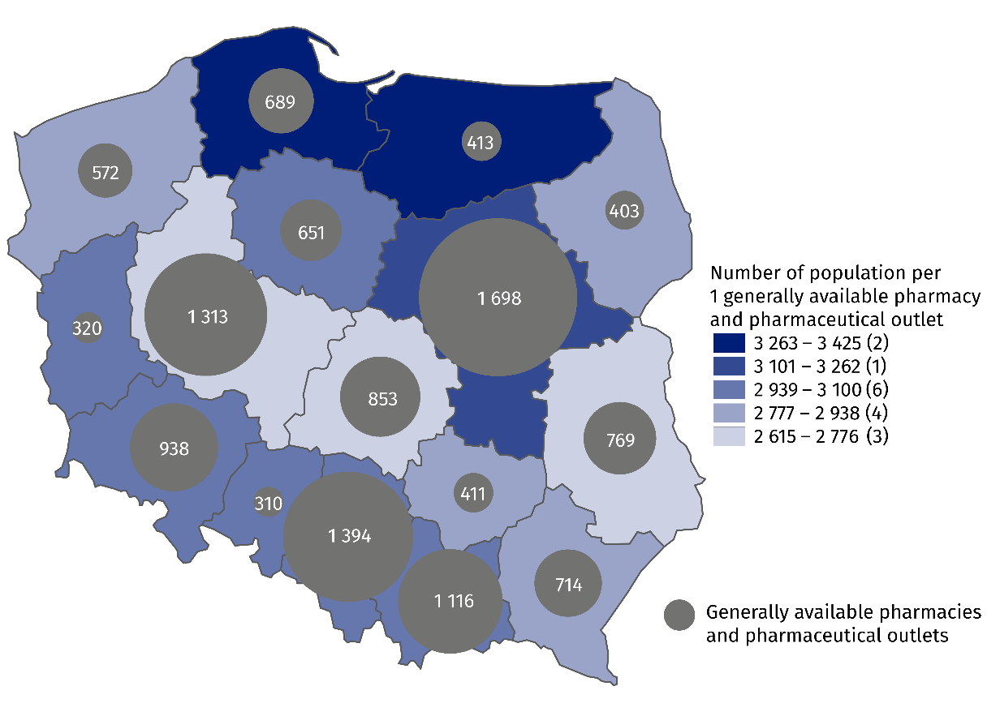 689
413
572
403
651
1 698
1 313
320
853
769
938
411
310
1 394
714
1 116
Number of population per
1 generally available pharmacy
and pharmaceutical outlet
3 263 – 3 425 (2)
3 101 – 3 262 (1)
2 939 – 3 100 (6)
2 777 – 2 938 (4)
2 615 – 2 776 (3)
Generally available pharmacies
and pharmaceutical outlets